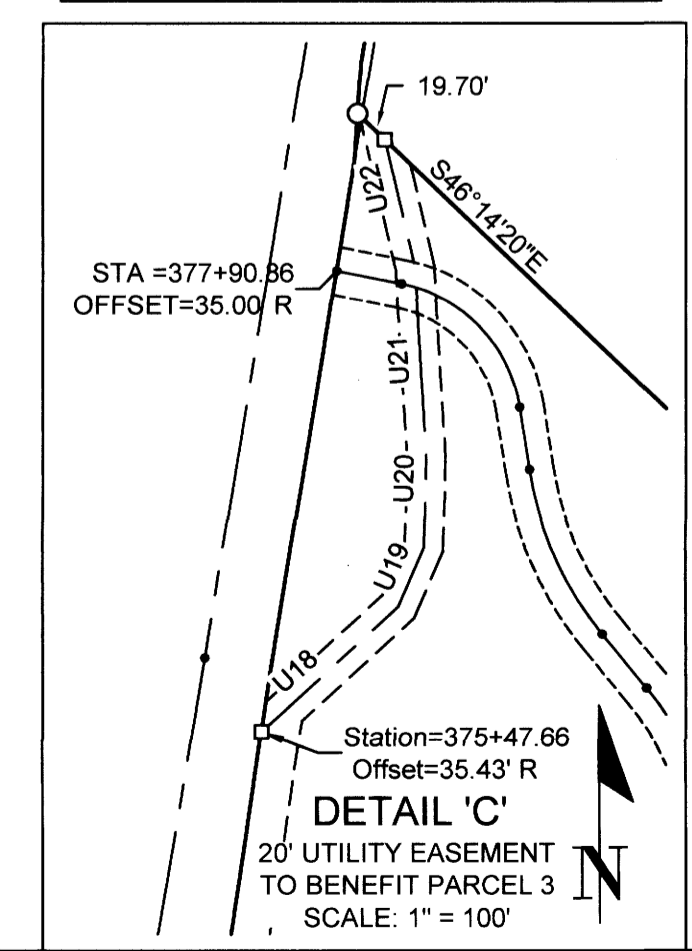 19.70'
S46°14'20"E
U22
STA =377+90.86
OFFSET=35.00 R
U21
U20
U19
U18
Station=375+47.66
Offset=35.43' R
DETAIL 'C'
20' UTILITY EASEMENT
TO BENEFIT PARCEL 3
SCALE: 1" = 100'
N